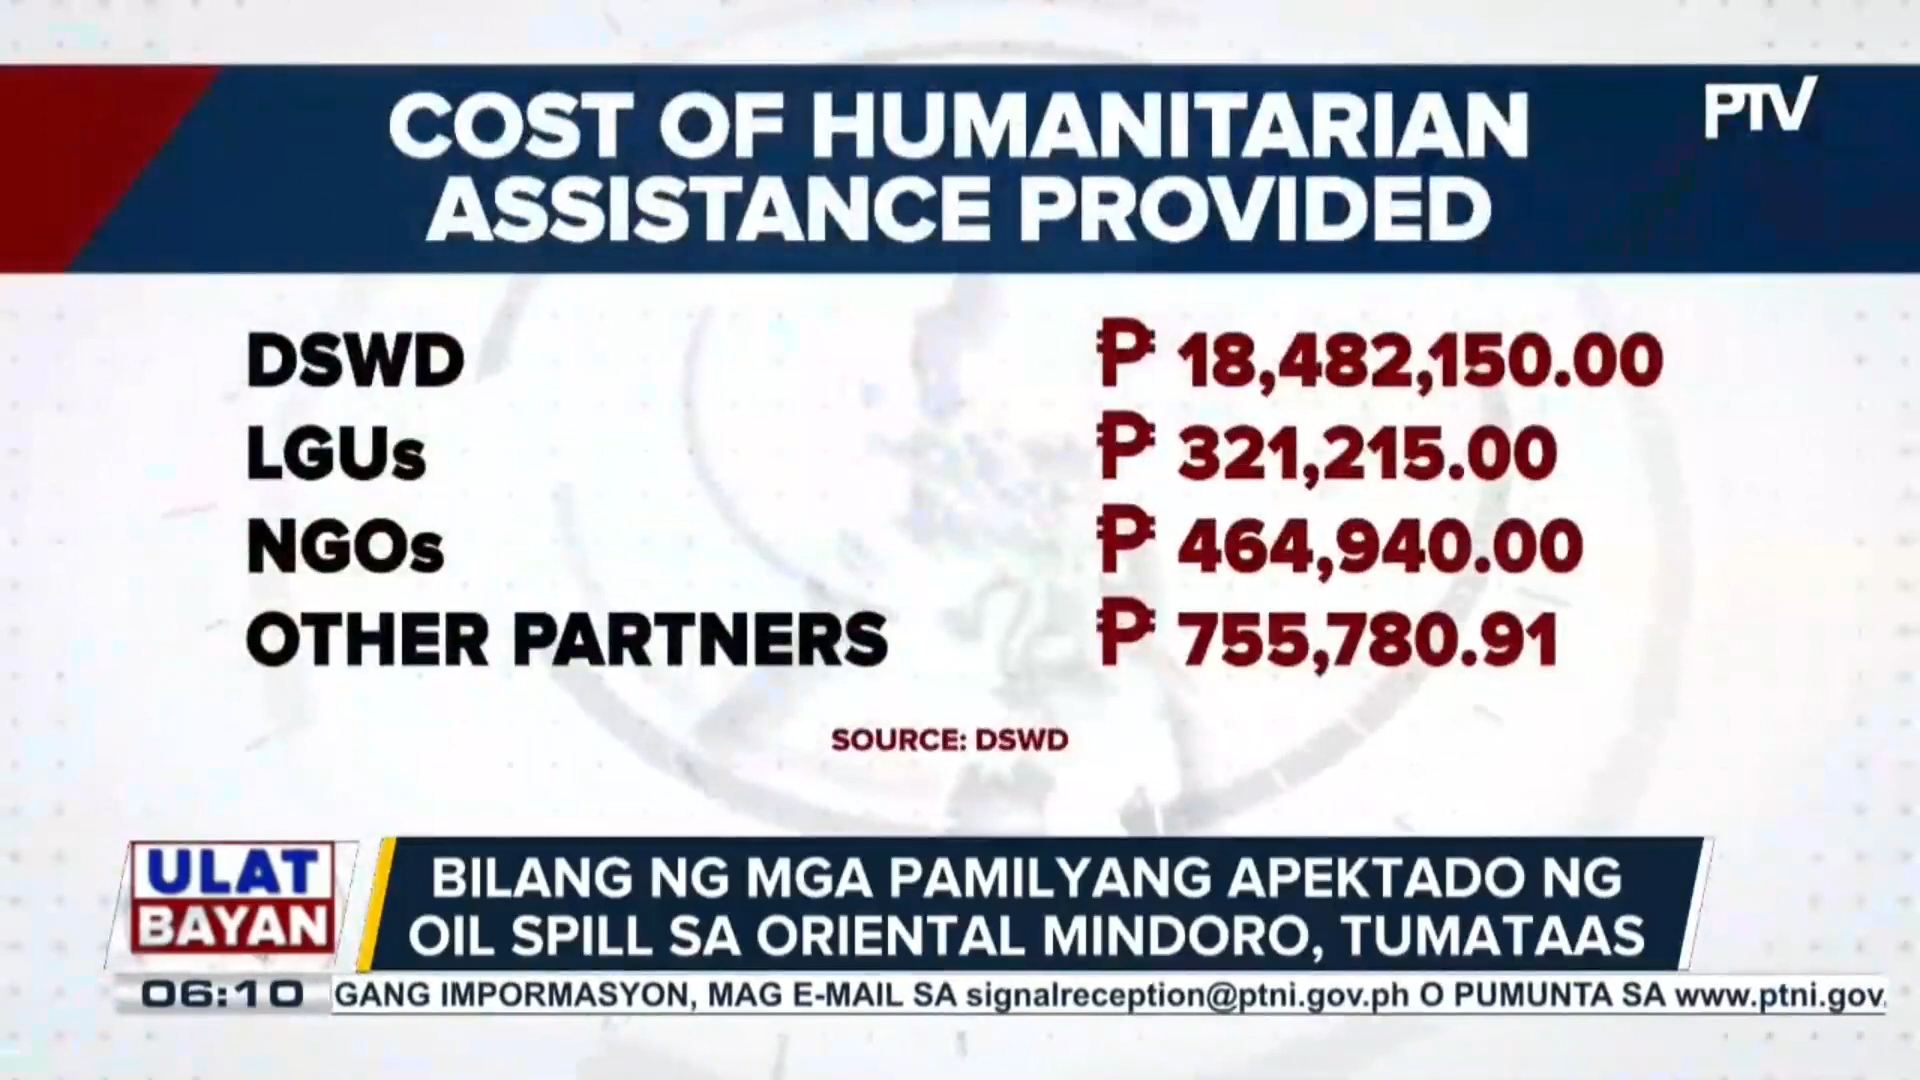 COST OF HUMANITARIAN
ASSISTANCE PROVIDED
PTV
DSWD ₱ 18,482,150.00
LGUs ₱ 321,215.00
NGOs ₱ 464,940.00
OTHER PARTNERS ₱ 755,780.91
SOURCE: DSWD
ULAT
BAYAN
BILANG NG MGA PAMILYANG APEKTADO NG
OIL SPILL SA ORIENTAL MINDORO, TUMATAAS
06:10 GANG IMPORMASYON, MAG E-MAIL SA signalreception@ptni.gov.ph O PUMUNTA SA www.ptni.gov